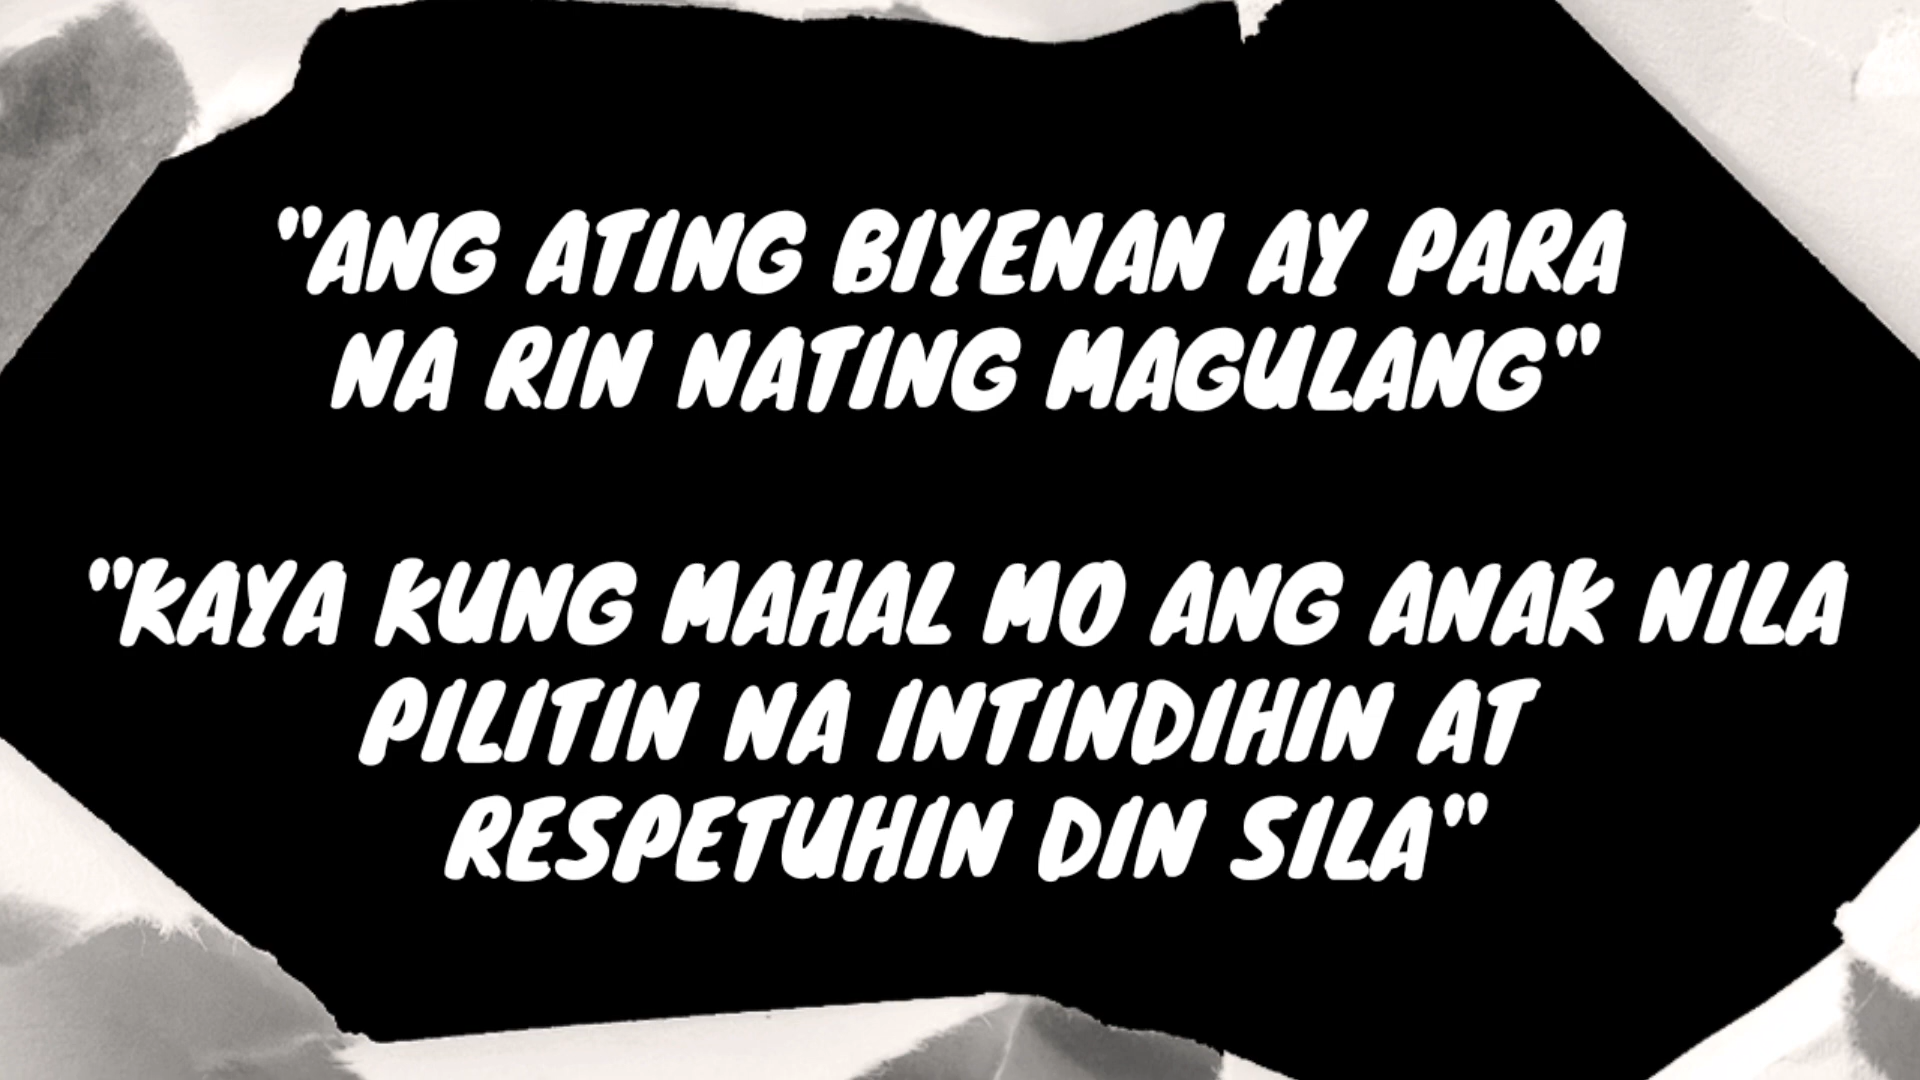 "ANG ATING BIYENAN AY PARA
NA RIN NATING MAGULANG"
"KAYA KUNG MAHAL MO ANG ANAK NILA
PILITIN NA INTINDIHIN AT
RESPETUHIN DIN SILA"